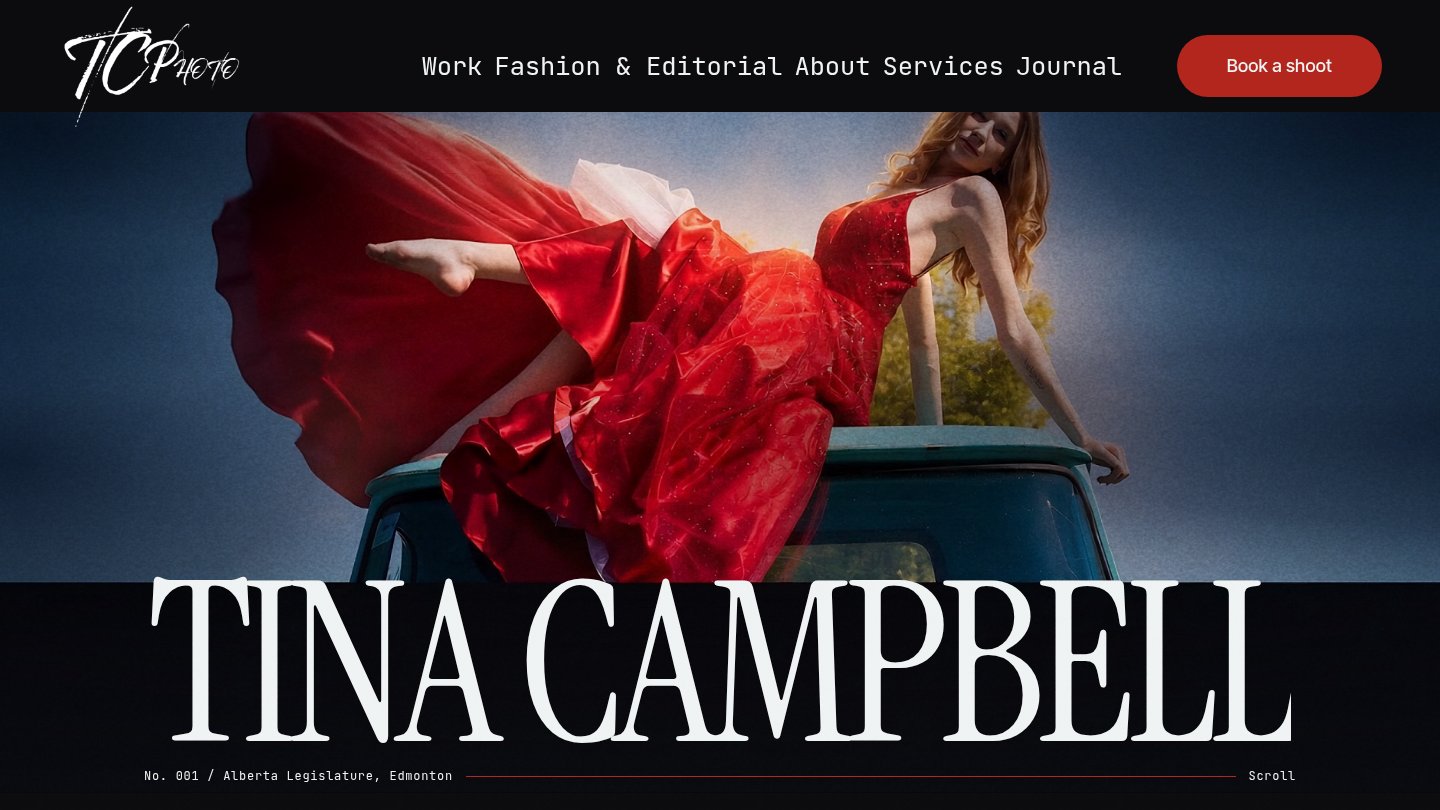 TCPHOTO
Work Fashion & Editorial About Services Journal
Book a shoot
TINA CAMPBELL
No. 001 / Alberta Legislature, Edmonton
Scroll